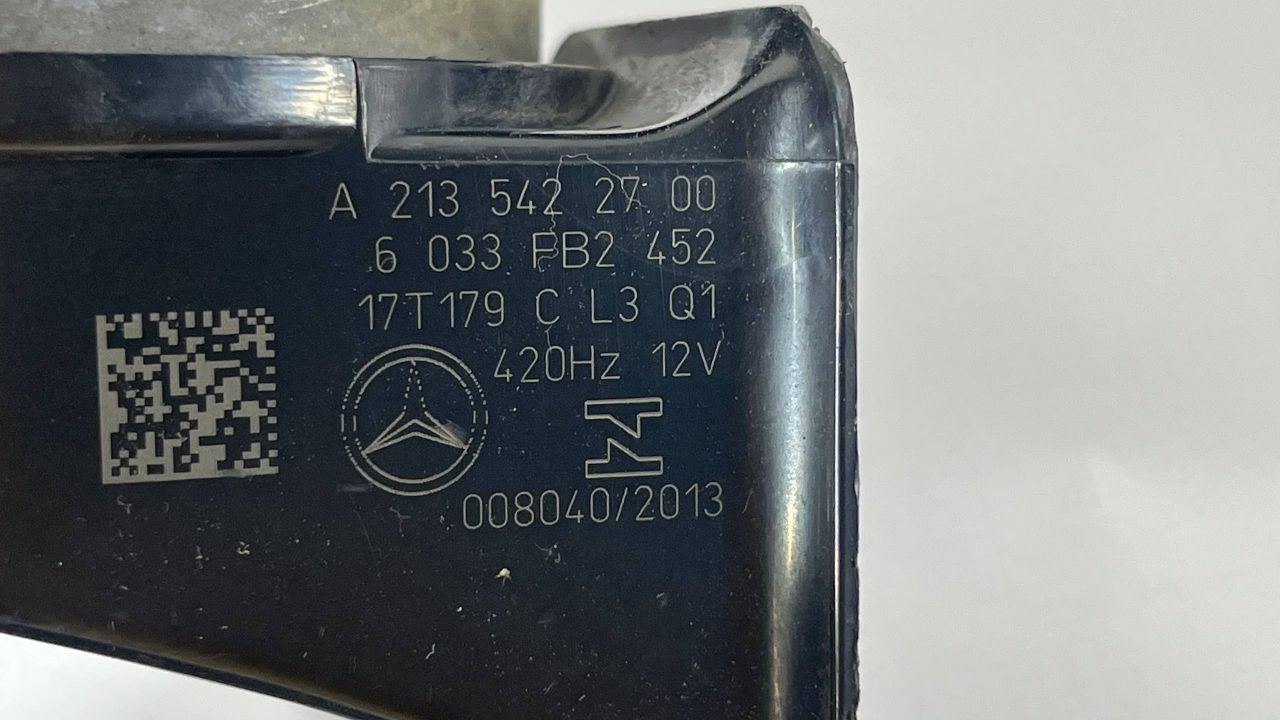 A 213 542 27 00
6 033 FB2 452
17T179 C L3 Q1
420Hz 12V
008040/2013